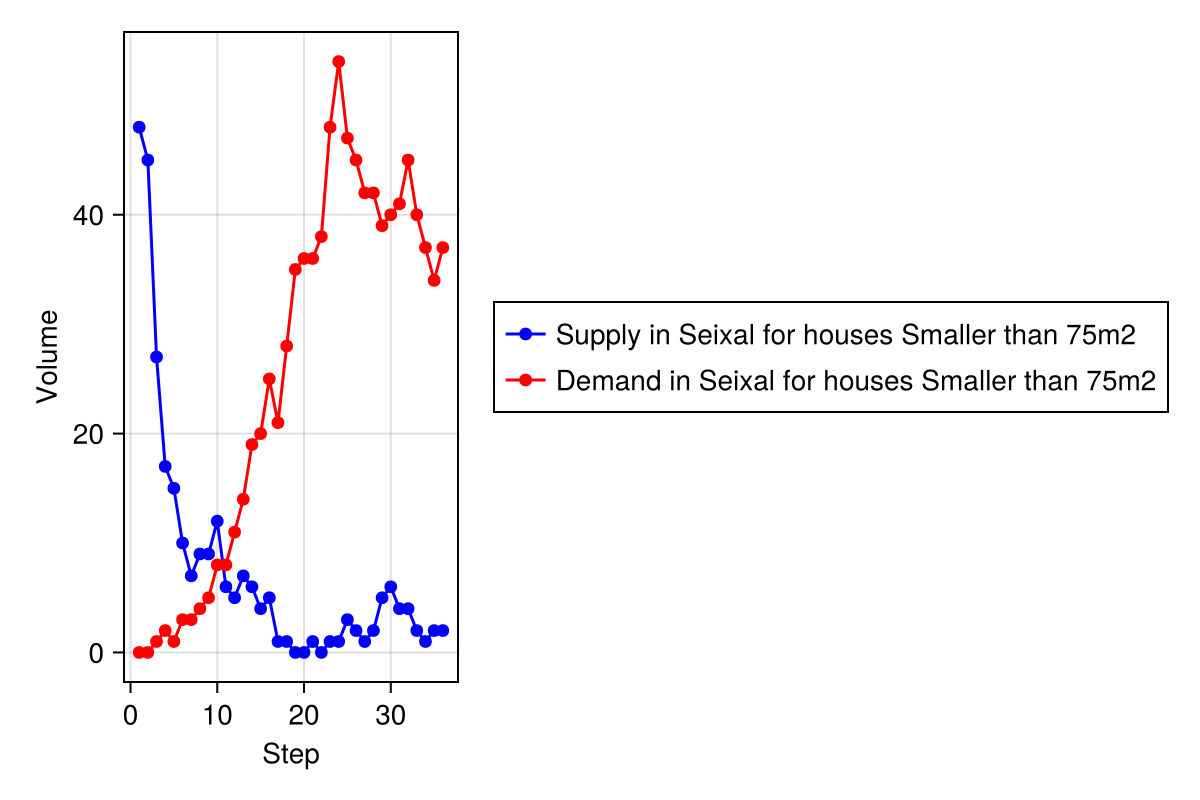 Volume
40
20
0
0 10 20 30
Step
Supply in Seixal for houses Smaller than 75m2
Demand in Seixal for houses Smaller than 75m2